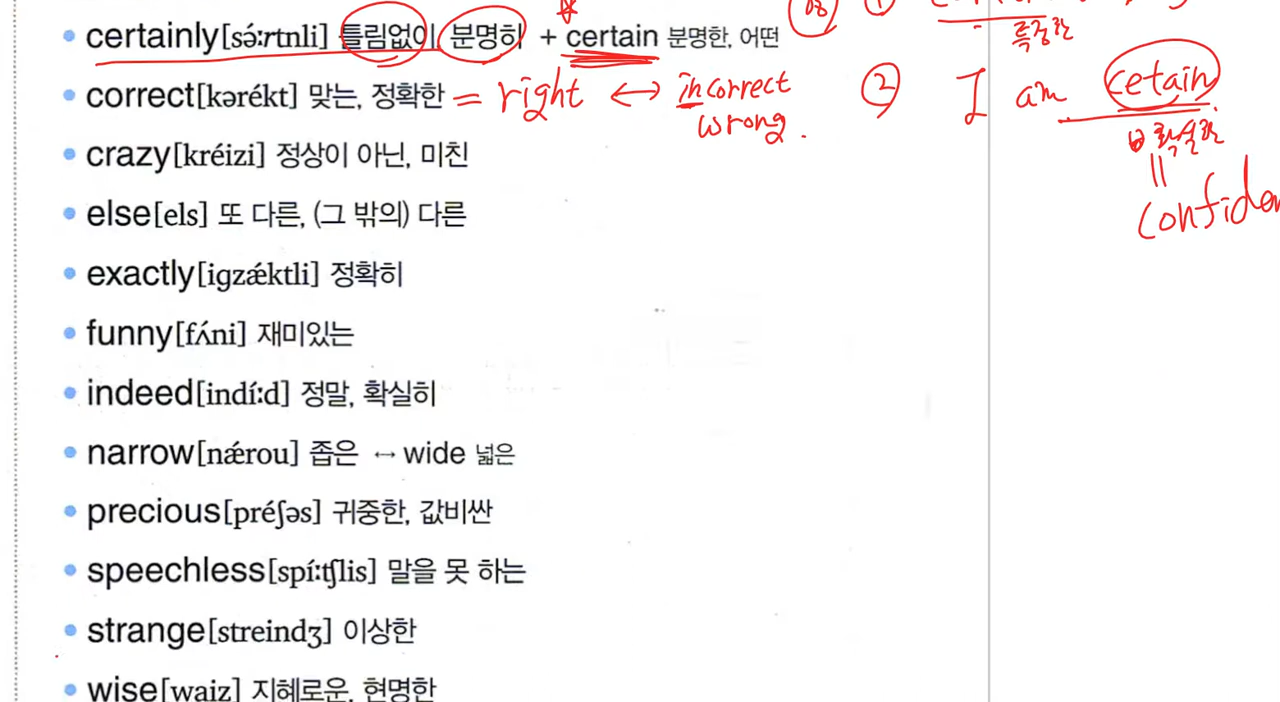 certainly[sə́ːrtnli] 틀림없이 분명히 + certain 분명한, 어떤
특정한
correct[kərékt] 맞는, 정확한 = right ↔ incorrect
wrong.
② I am cetain
확실한
=
confiden
crazy[kréizi] 정상이 아닌, 미친
else[els] 또 다른, (그 밖의) 다른
exactly[iɡzǽktli] 정확히
funny[fʌ́ni] 재미있는
indeed[indíːd] 정말, 확실히
narrow[nǽrou] 좁은 ↔ wide 넓은
precious[préʃəs] 귀중한, 값비싼
speechless[spíːtʃlis] 말을 못 하는
strange[streindʒ] 이상한
wise[waiz] 지혜로운, 현명한